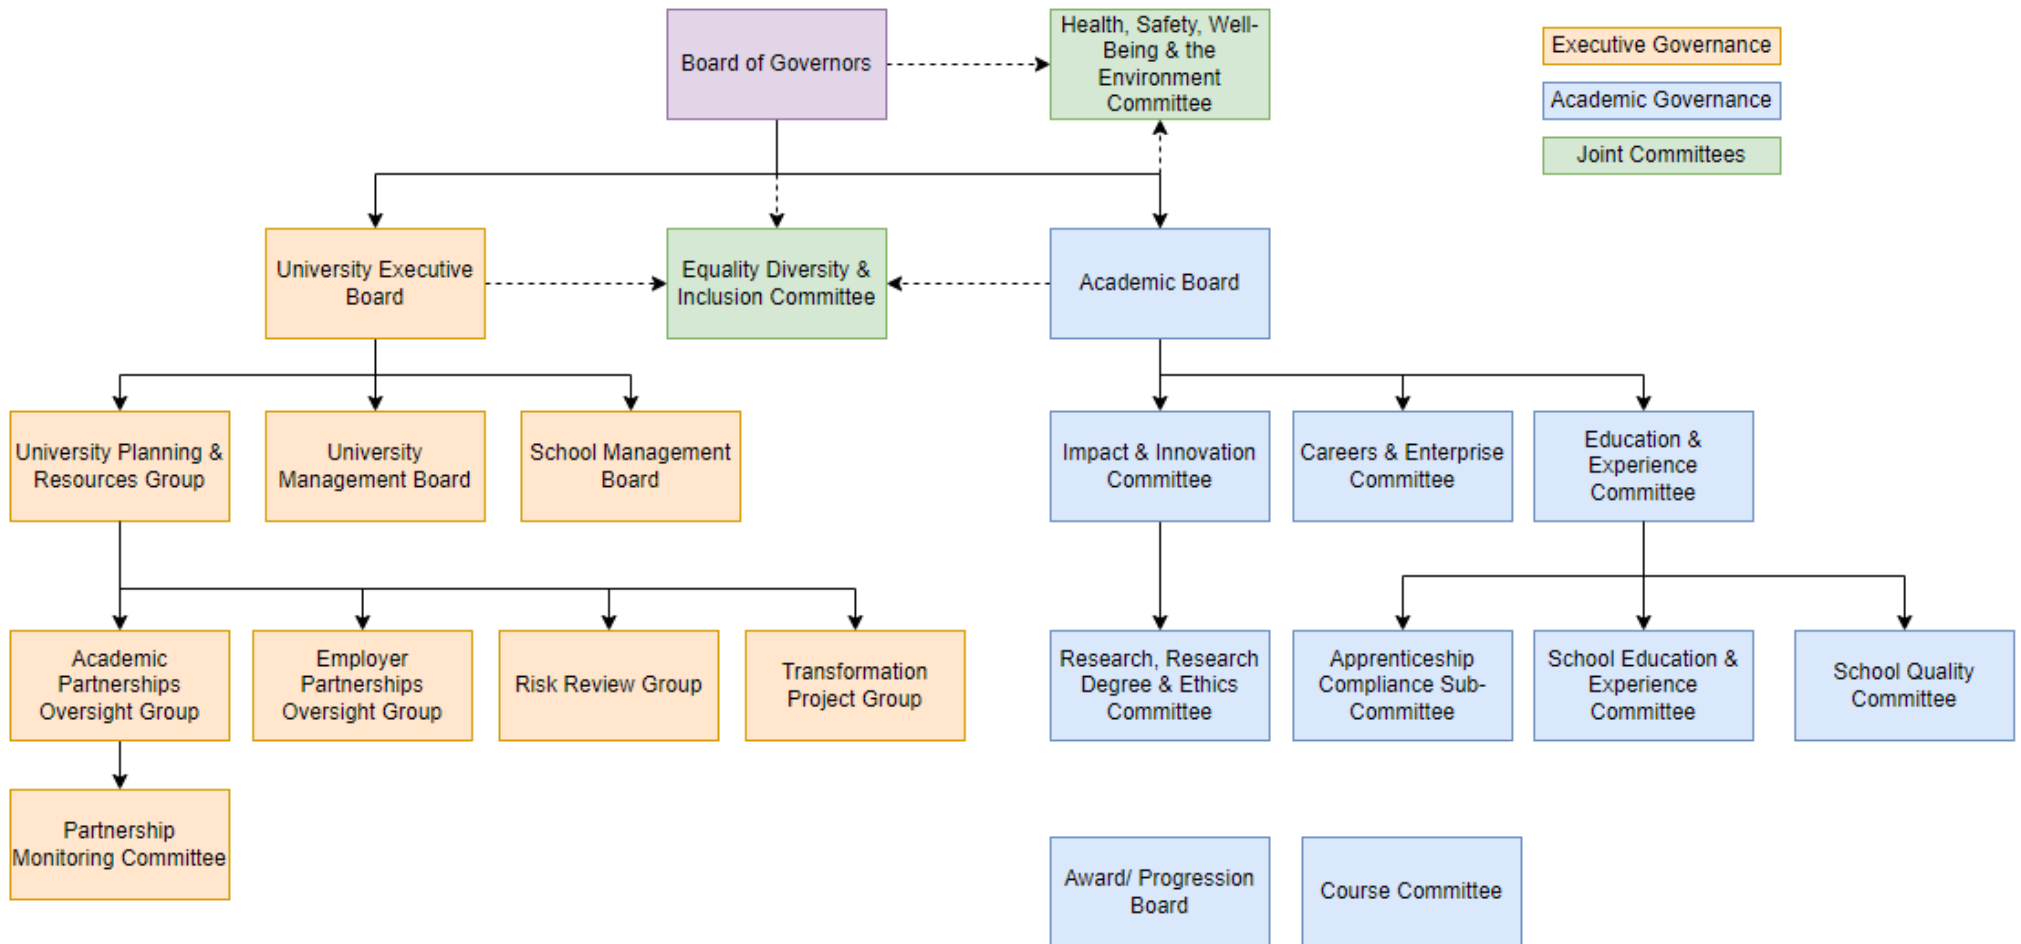 Board of Governors
Health, Safety, Well-
Being & the
Environment
Committee
Executive Governance
Academic Governance
Joint Committees
University Executive
Board
Equality Diversity &
Inclusion Committee
Academic Board
University Planning &
Resources Group
University
Management Board
School Management
Board
Impact & Innovation
Committee
Careers & Enterprise
Committee
Education &
Experience
Committee
Academic
Partnerships
Oversight Group
Employer
Partnerships
Oversight Group
Risk Review Group
Transformation
Project Group
Research, Research
Degree & Ethics
Committee
Apprenticeship
Compliance Sub-
Committee
School Education &
Experience
Committee
School Quality
Committee
Partnership
Monitoring Committee
Award/ Progression
Board
Course Committee